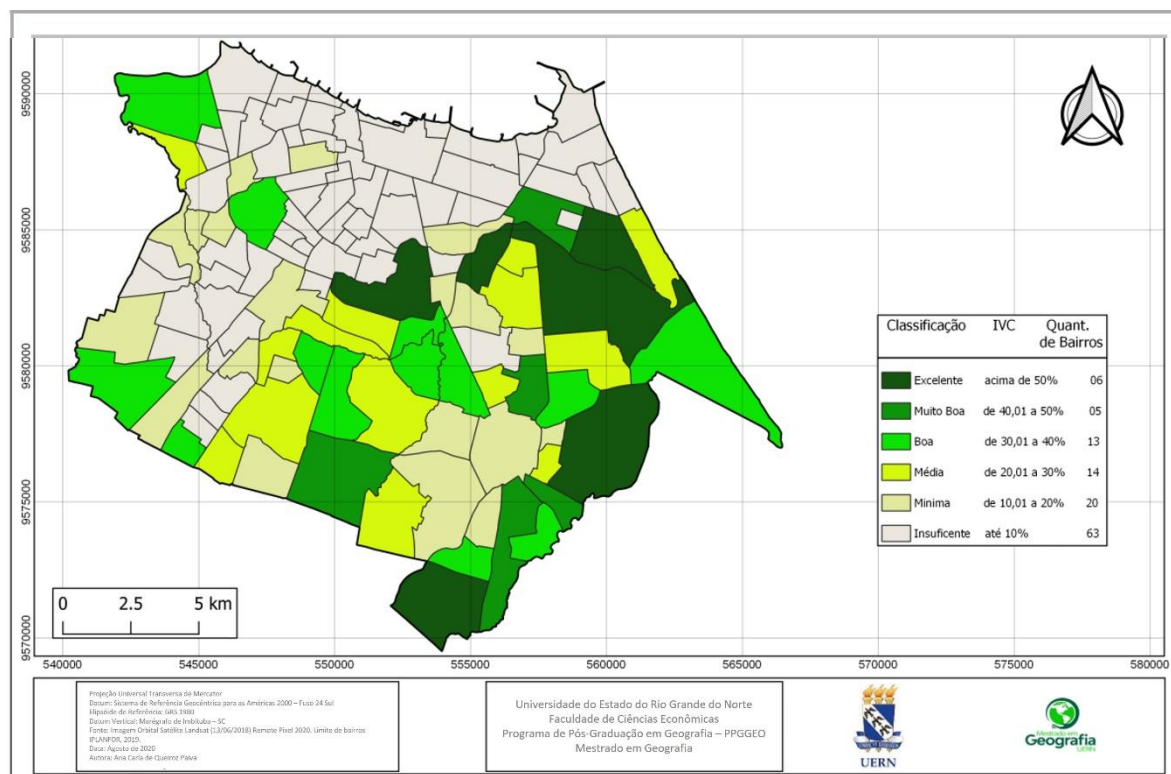 9590000
9585000
9580000
9575000
9570000
540000 545000 550000 555000 560000 565000 570000 575000 580000
0 2.5 5 km
Classificação IVC Quant. de Bairros
Excelente acima de 50% 06
Muito Boa de 40,01 a 50% 05
Boa de 30,01 a 40% 13
Média de 20,01 a 30% 14
Minima de 10,01 a 20% 20
Insuficente até 10% 63
Projeção Universal Transversa de Mercator
Datum: Sistema de Referência Geocêntrico para as Américas 2000 – Fuso 24 Sul
Elipsóide de Referência: GRS 1980
Datum Vertical: Marégrafo de Imbituba – SC
Fonte: Imagem Orbital Satélite Landsat (13/06/2018) Remote Pixel 2020. Limite de bairros
IPLANFOR, 2019.
Data: Agosto de 2020
Autora: Ana Carla de Queiroz Paiva
Universidade do Estado do Rio Grande do Norte
Faculdade de Ciências Econômicas
Programa de Pós-Graduação em Geografia – PPGGEO
Mestrado em Geografia
UERN
Mestrado em
Geografia
UERN